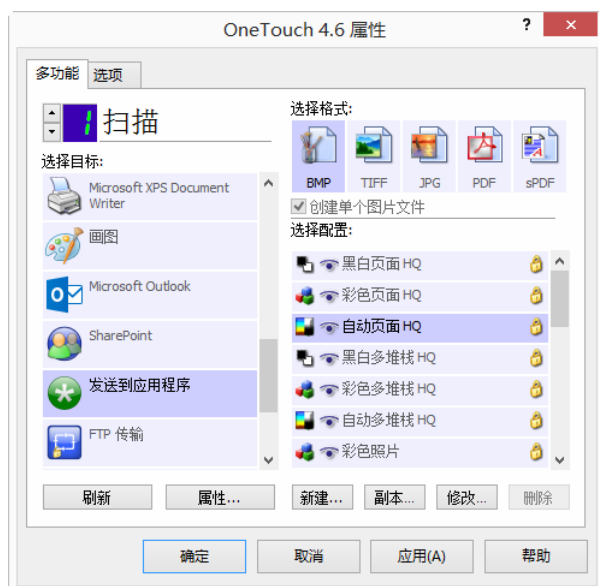 OneTouch 4.6 属性
多功能
选项
1 扫描
选择目标:
Microsoft XPS Document
Writer
画图
Microsoft Outlook
SharePoint
发送到应用程序
FTP 传输
刷新
属性...
选择格式:
BMP
TIFF
JPG
PDF
sPDF
创建单个图片文件
选择配置:
黑白页面 HQ
彩色页面 HQ
自动页面 HQ
黑白多堆栈 HQ
彩色多堆栈 HQ
自动多堆栈 HQ
彩色照片
新建...
副本...
修改...
删除
确定
取消
应用(A)
帮助